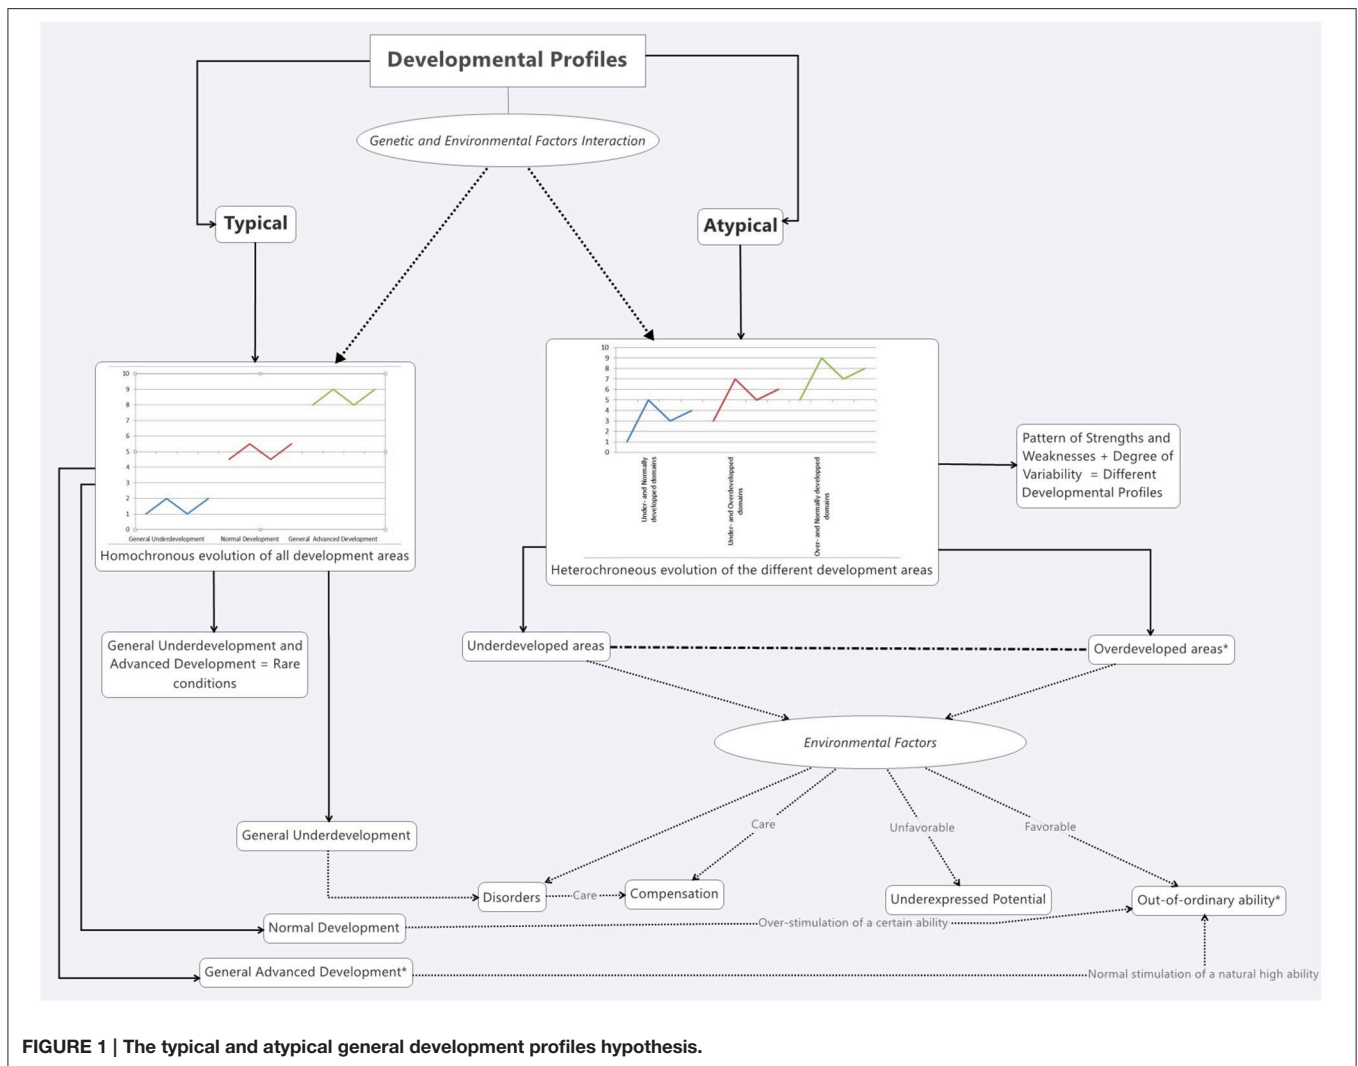 Developmental Profiles
Genetic and Environmental Factors Interaction
Typical
Atypical
10
9
8
7
6
5
4
3
2
1
0
General Underdevelopment
Normal Development
General Advanced Development
Homochronous evolution of all development areas
10
9
8
7
6
5
4
3
2
1
0
Under- and Normally
developped domains
Under- and Overdevelopped
domains
Over- and Normally developped
domains
Heterochroneous evolution of the different development areas
Pattern of Strengths and
Weaknesses + Degree of
Variability = Different
Developmental Profiles
General Underdevelopment and
Advanced Development = Rare
conditions
Underdeveloped areas
Overdeveloped areas*
Environmental Factors
General Underdevelopment
Care
Unfavorable
Favorable
Disorders
Care
Compensation
Underexpressed Potential
Out-of-ordinary ability*
Normal Development
Over-stimulation of a certain ability
General Advanced Development*
Normal stimulation of a natural high ability
FIGURE 1 | The typical and atypical general development profiles hypothesis.